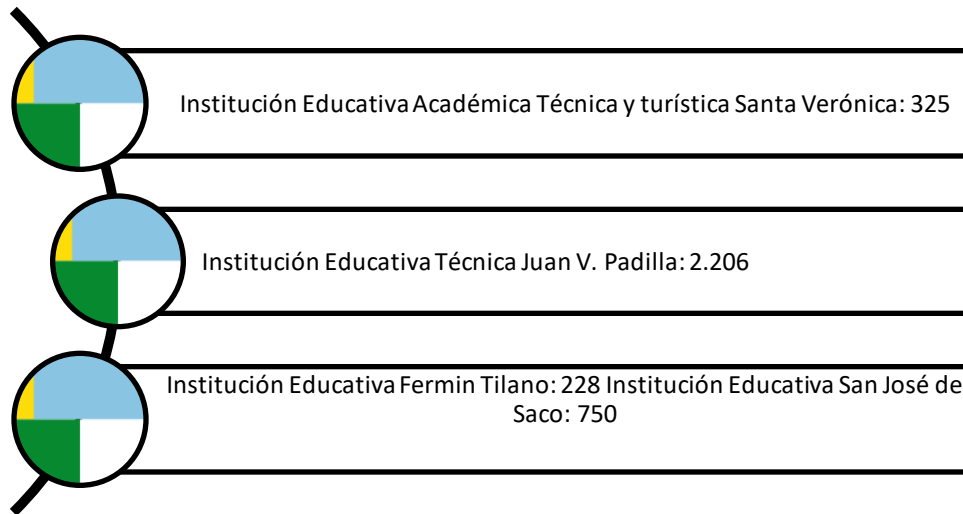 Institución Educativa Académica Técnica y turística Santa Verónica: 325
Institución Educativa Técnica Juan V. Padilla: 2.206
Institución Educativa Fermin Tilano: 228 Institución Educativa San José de
Saco: 750